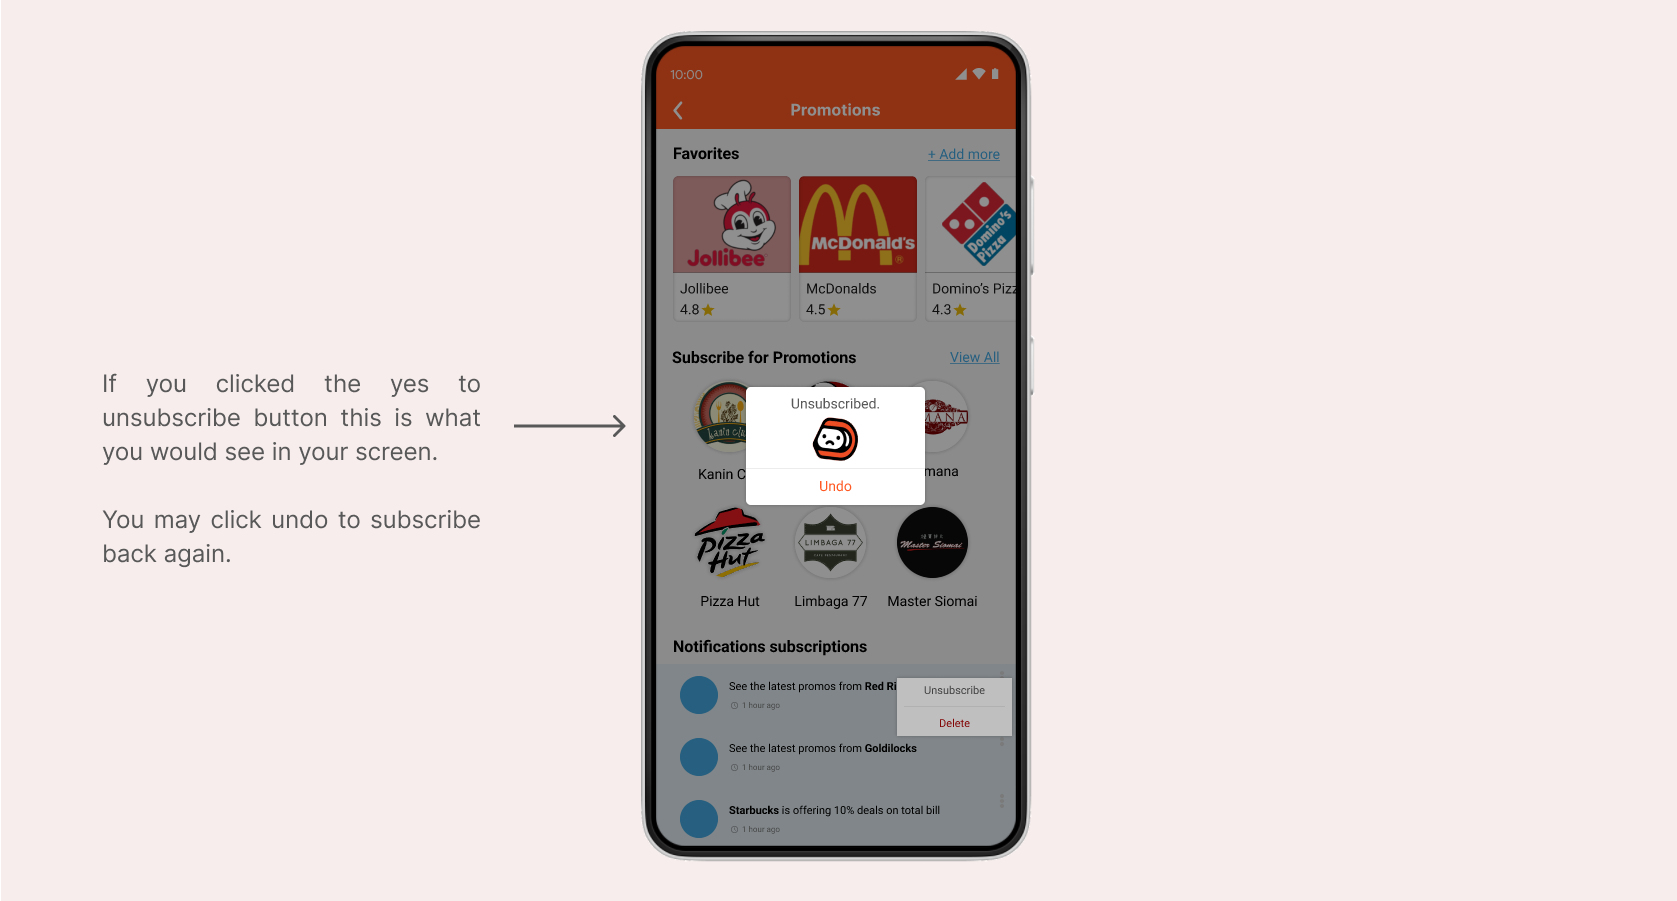 If you clicked the yes to
unsubscribe button this is what
you would see in your screen.
You may click undo to subscribe
back again.
10:00
Promotions
Favorites
+ Add more
Jollibee
McDonald's
®
Domino's
Pizza
Jollibee
McDonalds
Domino's Pizz
4.8
4.5
4.3
Subscribe for Promotions
View All
Kanin Club
MANA
Unsubscribed.
Kanin C
mana
Undo
Pizza
Hut
LIMBAGA 77
Master Siomai
Pizza Hut
Limbaga 77
Master Siomai
Notifications subscriptions
See the latest promos from Red Ri
1 hour ago
Unsubscribe
Delete
See the latest promos from Goldilocks
1 hour ago
Starbucks is offering 10% deals on total bill
1 hour ago